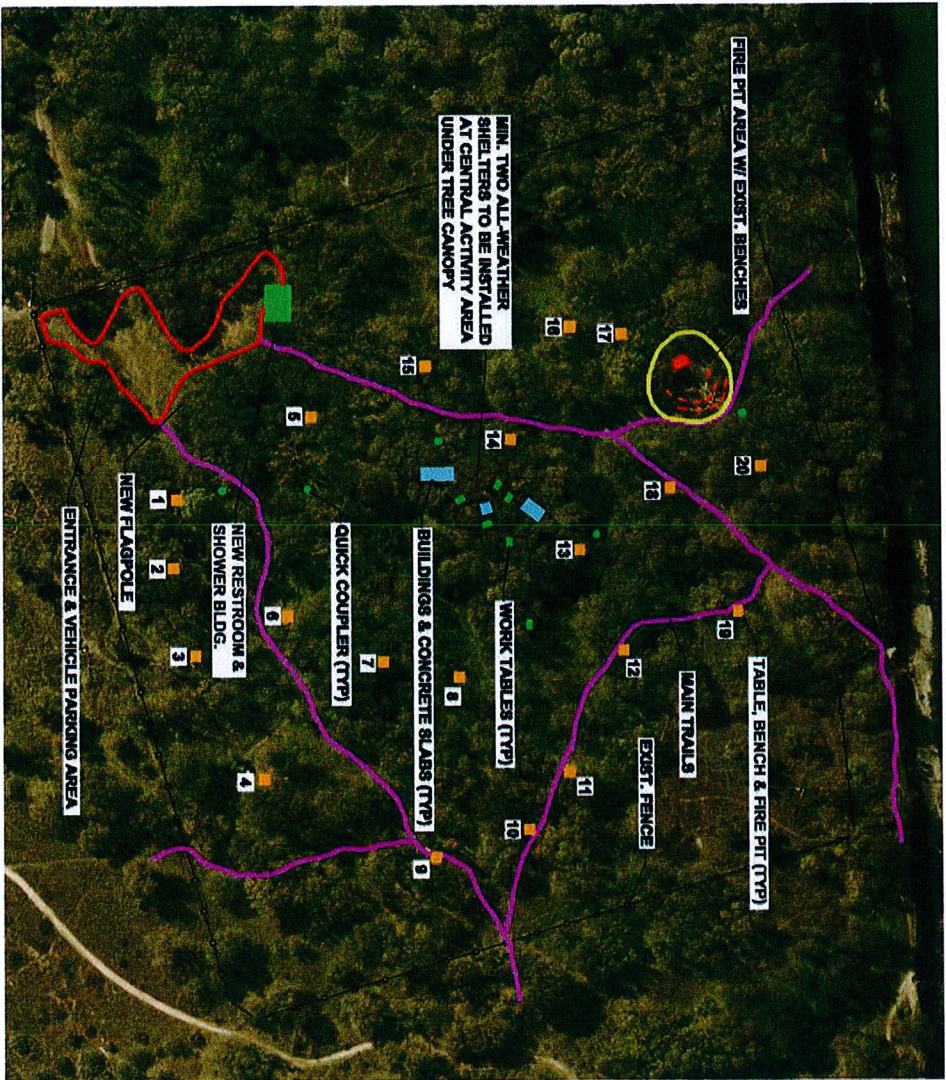 FIRE PIT AREA W/ EXIST. BENCHES
MIN. TWO ALL-WEATHER
SHELTERS TO BE INSTALLED
AT CENTRAL ACTIVITY AREA
UNDER TREE CANOPY
TABLE, BENCH & FIRE PIT (TYP)
MAIN TRAILS
EXIST. FENCE
WORK TABLES (TYP)
BUILDINGS & CONCRETE SLABS (TYP)
QUICK COUPLER (TYP)
NEW RESTROOM &
SHOWER BLDG.
NEW FLAGPOLE
ENTRANCE & VEHICLE PARKING AREA
1
2
3
4
5
6
7
8
9
10
11
12
13
14
15
16
17
18
19
20